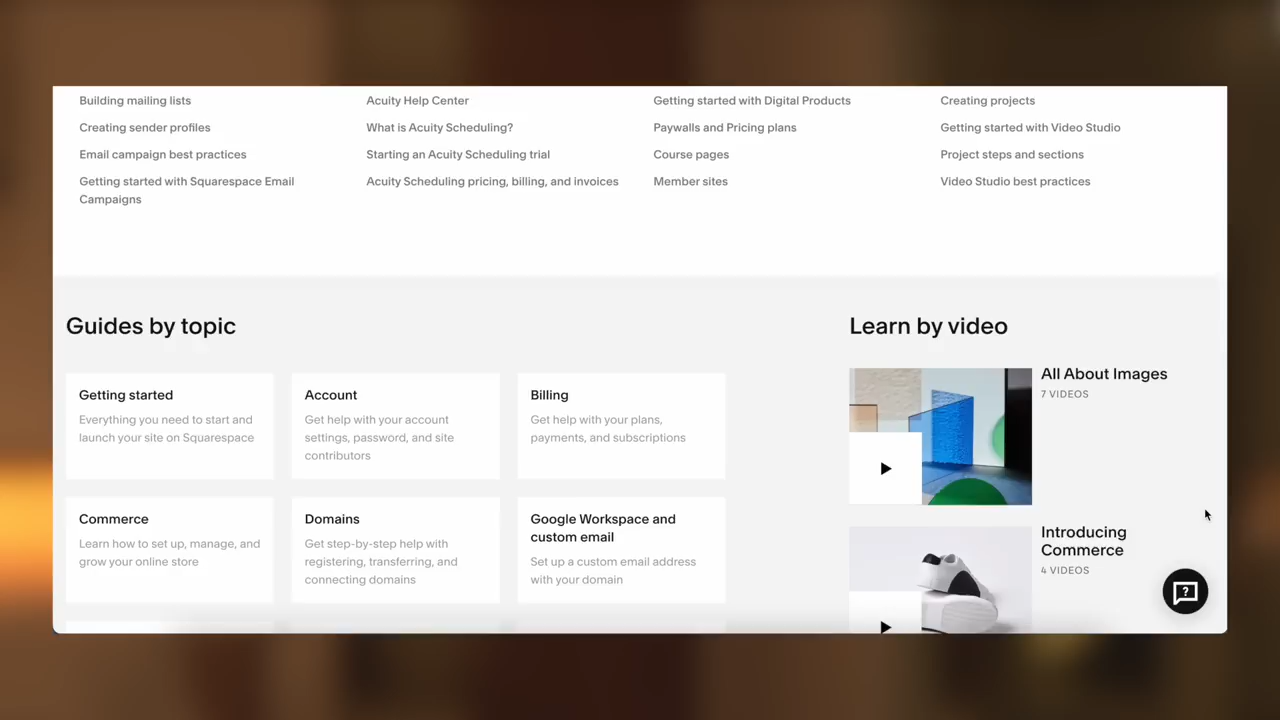 Building mailing lists
Creating sender profiles
Email campaign best practices
Getting started with Squarespace Email
Campaigns
Acuity Help Center
What is Acuity Scheduling?
Starting an Acuity Scheduling trial
Acuity Scheduling pricing, billing, and invoices
Getting started with Digital Products
Paywalls and Pricing plans
Course pages
Member sites
Creating projects
Getting started with Video Studio
Project steps and sections
Video Studio best practices
Guides by topic
Getting started
Everything you need to start and
launch your site on Squarespace
Account
Get help with your account
settings, password, and site
contributors
Billing
Get help with your plans,
payments, and subscriptions
Commerce
Learn how to set up, manage, and
grow your online store
Domains
Get step-by-step help with
registering, transferring, and
connecting domains
Google Workspace and
custom email
Set up a custom email address
with your domain
Learn by video
All About Images
7 VIDEOS
Introducing
Commerce
4 VIDEOS
?